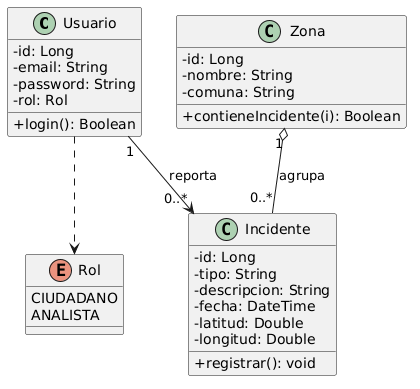 C Usuario
-id: Long
-email: String
-password: String
-rol: Rol
+login(): Boolean
C Zona
-id: Long
-nombre: String
-comuna: String
+contieneIncidente(i): Boolean
1
reporta
0..*
1
agrupa
0..*
E Rol
CIUDADANO
ANALISTA
C Incidente
-id: Long
-tipo: String
-descripcion: String
-fecha: DateTime
-latitud: Double
-longitud: Double
+registrar(): void